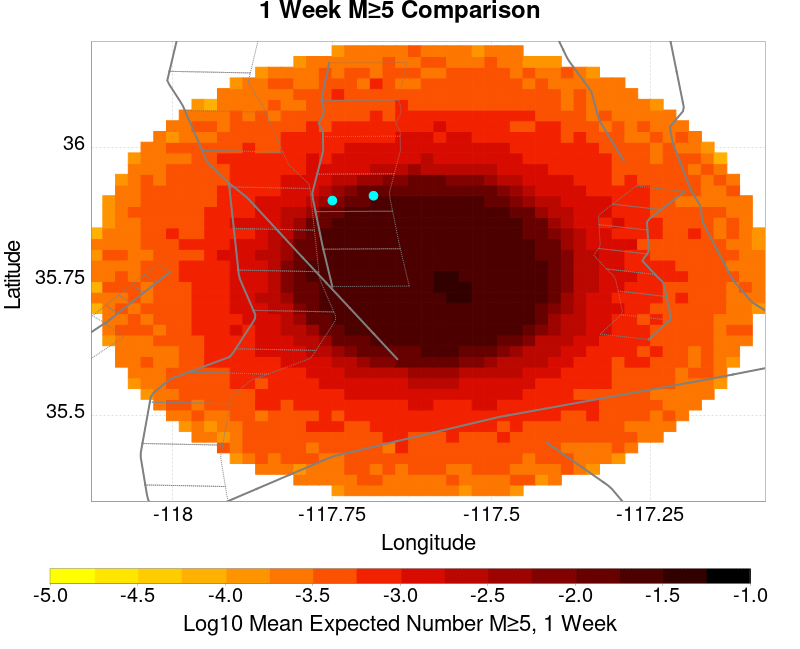 1 Week M≥5 Comparison
36
35.75
35.5
Latitude
-118 -117.75 -117.5 -117.25
Longitude
-5.0 -4.5 -4.0 -3.5 -3.0 -2.5 -2.0 -1.5 -1.0
Log10 Mean Expected Number M≥5, 1 Week